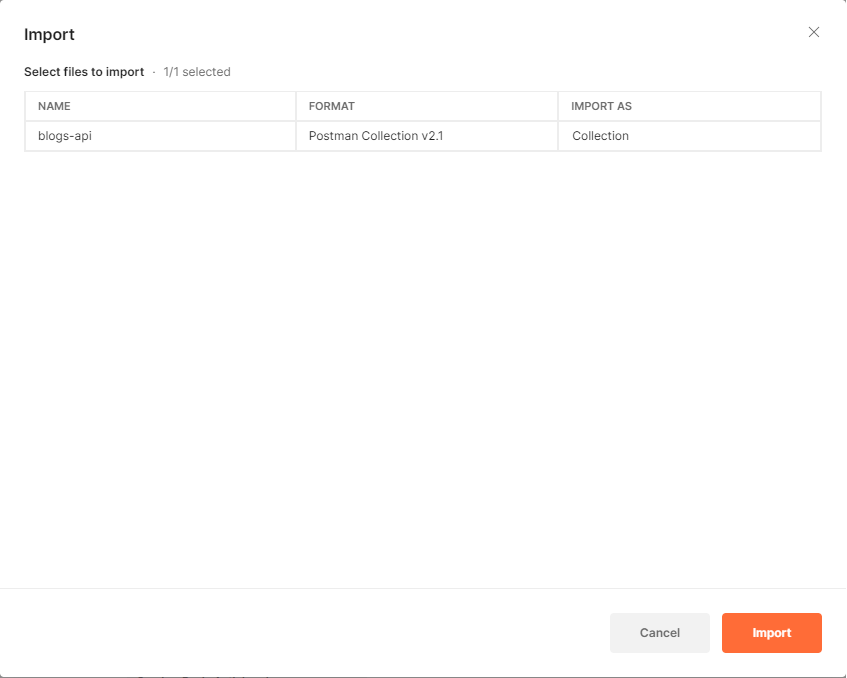 Import
Select files to import · 1/1 selected
NAME FORMAT IMPORT AS
blogs-api Postman Collection v2.1 Collection
Cancel Import